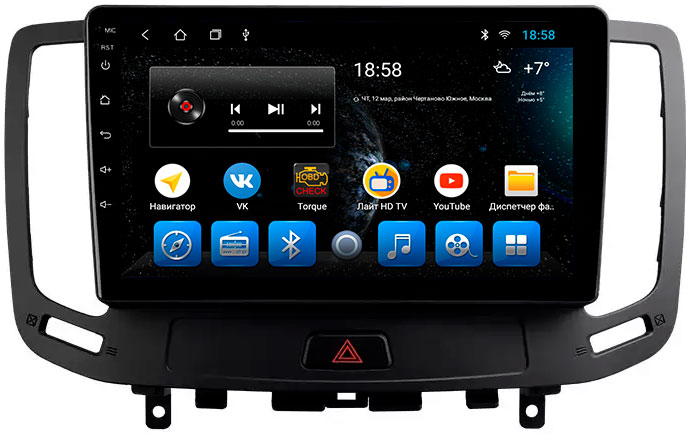 MIC
RST
18:58
18:58
+7°
ЧТ, 12 мар, район Чертаново Южное, Москва
Днём +8°
Ночью +5°
0:00
0:00
OBD
CHECK
Навигатор
VK
Torque
Лайт HD TV
YouTube
Диспетчер фа..